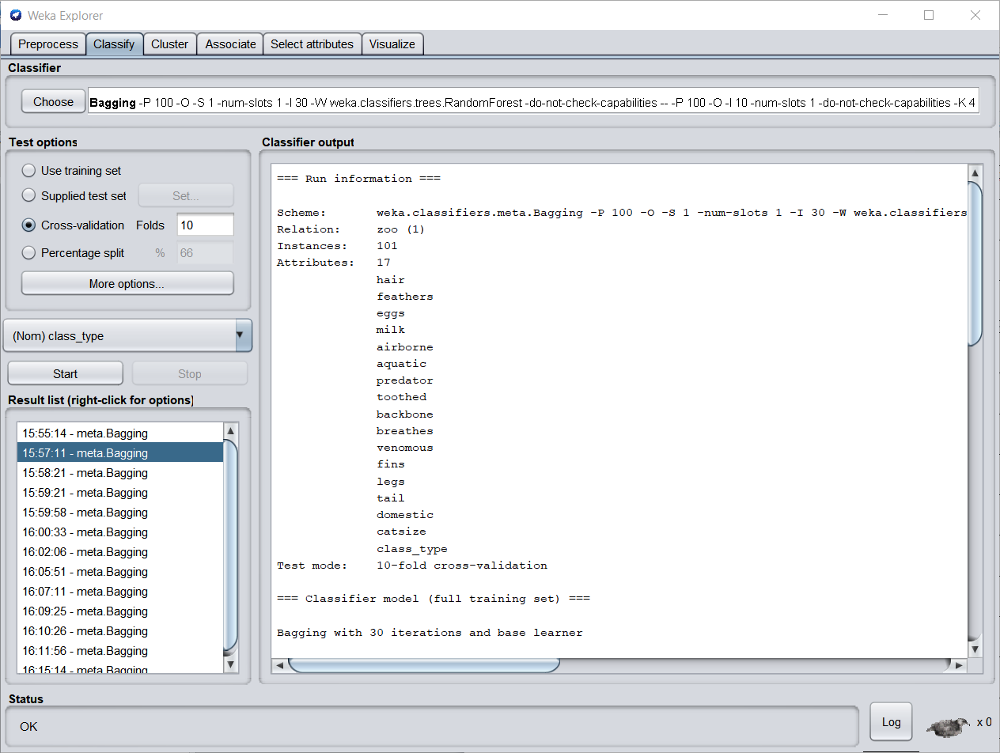 Weka Explorer
Preprocess Classify Cluster Associate Select attributes Visualize
Classifier
Choose Bagging -P 100 -O -S 1 -num-slots 1 -I 30 -W weka.classifiers.trees.RandomForest -do-not-check-capabilities -- -P 100 -O -I 10 -num-slots 1 -do-not-check-capabilities -K 4
Test options
Use training set
Supplied test set Set...
Cross-validation Folds 10
Percentage split % 66
More options...
(Nom) class_type
Start Stop
Result list (right-click for options)
15:55:14 - meta.Bagging
15:57:11 - meta.Bagging
15:58:21 - meta.Bagging
15:59:21 - meta.Bagging
15:59:58 - meta.Bagging
16:00:33 - meta.Bagging
16:02:06 - meta.Bagging
16:05:51 - meta.Bagging
16:07:11 - meta.Bagging
16:09:25 - meta.Bagging
16:10:26 - meta.Bagging
16:11:56 - meta.Bagging
16:15:14 - meta.Bagging
Classifier output
=== Run information ===
Scheme: weka.classifiers.meta.Bagging -P 100 -O -S 1 -num-slots 1 -I 30 -W weka.classifiers
Relation: zoo (1)
Instances: 101
Attributes: 17
hair
feathers
eggs
milk
airborne
aquatic
predator
toothed
backbone
breathes
venomous
fins
legs
tail
domestic
catsize
class_type
Test mode: 10-fold cross-validation
=== Classifier model (full training set) ===
Bagging with 30 iterations and base learner
Status
OK
Log x 0